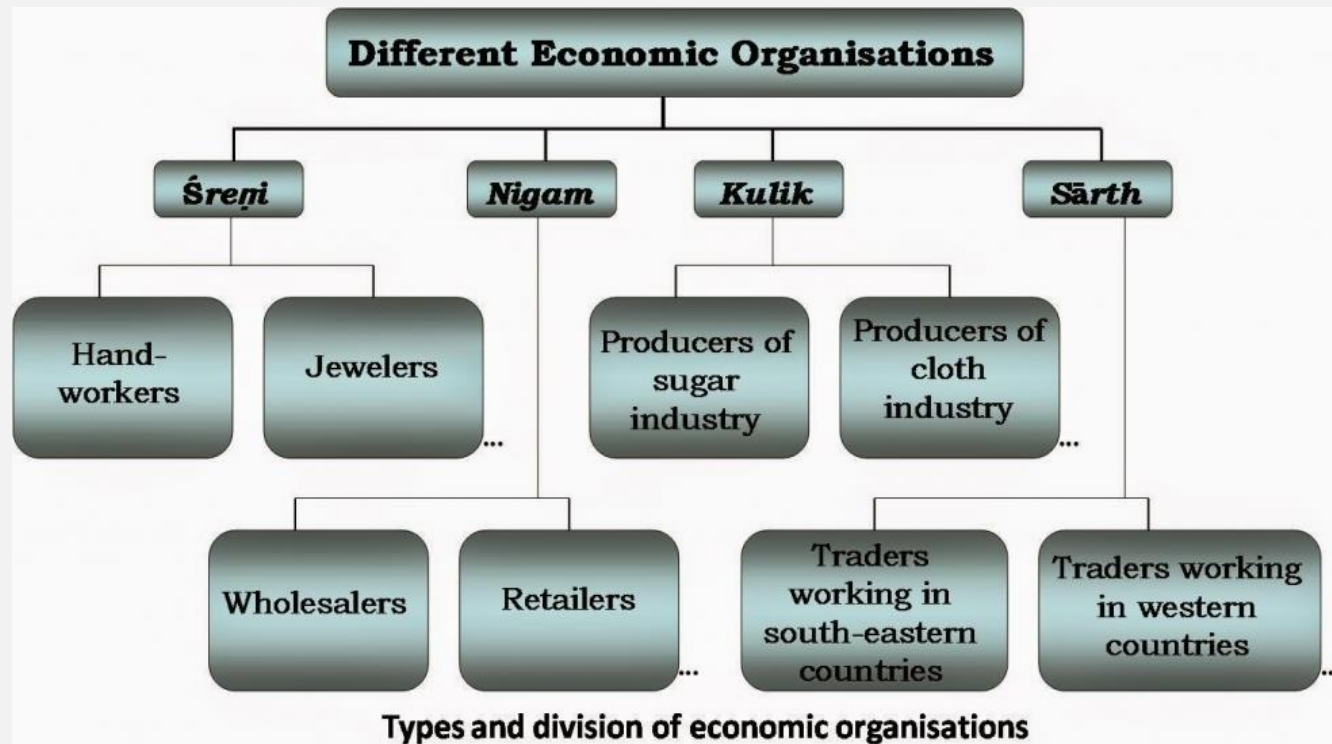 Different Economic Organisations
Śreṇi
Nigam
Kulik
Sārth
Hand-
workers
Jewelers
...
Producers of
sugar
industry
Producers of
cloth
industry
...
Wholesalers
Retailers
...
Traders
working in
south-eastern
countries
Traders working
in western
countries
...
Types and division of economic organisations